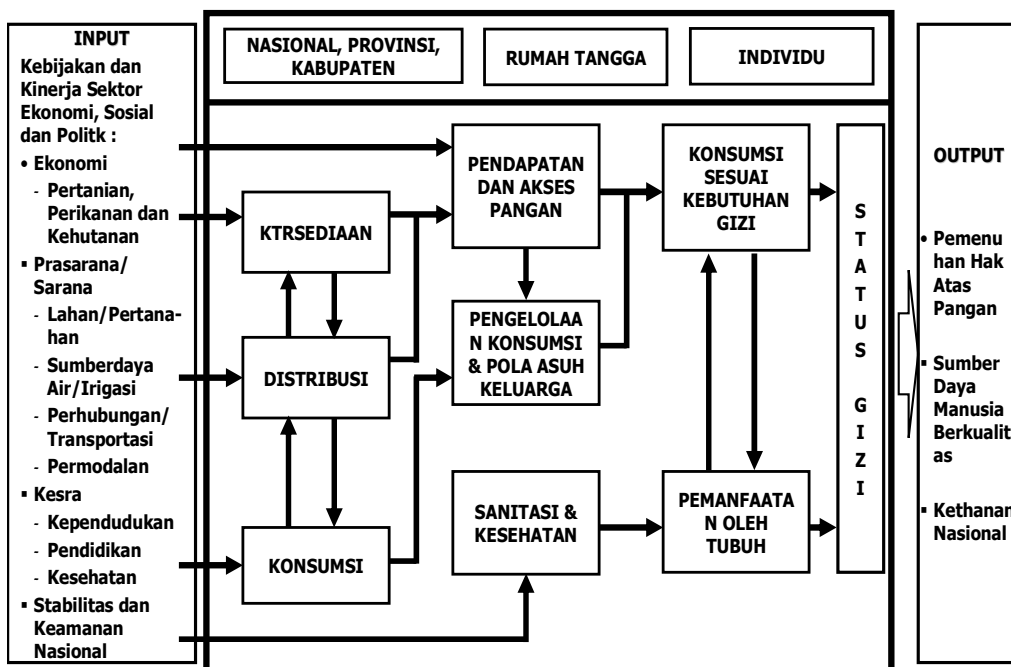 INPUT
Kebijakan dan
Kinerja Sektor
Ekonomi, Sosial
dan Politk :
• Ekonomi
- Pertanian,
Perikanan dan
Kehutanan
▪ Prasarana/
Sarana
- Lahan/Pertana-
han
- Sumberdaya
Air/Irigasi
- Perhubungan/
Transportasi
- Permodalan
▪ Kesra
- Kependudukan
- Pendidikan
- Kesehatan
▪ Stabilitas dan
Keamanan
Nasional
NASIONAL, PROVINSI,
KABUPATEN
RUMAH TANGGA
INDIVIDU
KTRSEDIAAN
DISTRIBUSI
KONSUMSI
PENDAPATAN
DAN AKSES
PANGAN
PENGELOLAA
N KONSUMSI
& POLA ASUH
KELUARGA
SANITASI &
KESEHATAN
KONSUMSI
SESUAI
KEBUTUHAN
GIZI
PEMANFAATA
N OLEH
TUBUH
S
T
A
T
U
S
G
I
Z
I
OUTPUT
• Pemenu
han Hak
Atas
Pangan
▪ Sumber
Daya
Manusia
Berkualit
as
▪ Kethanan
Nasional